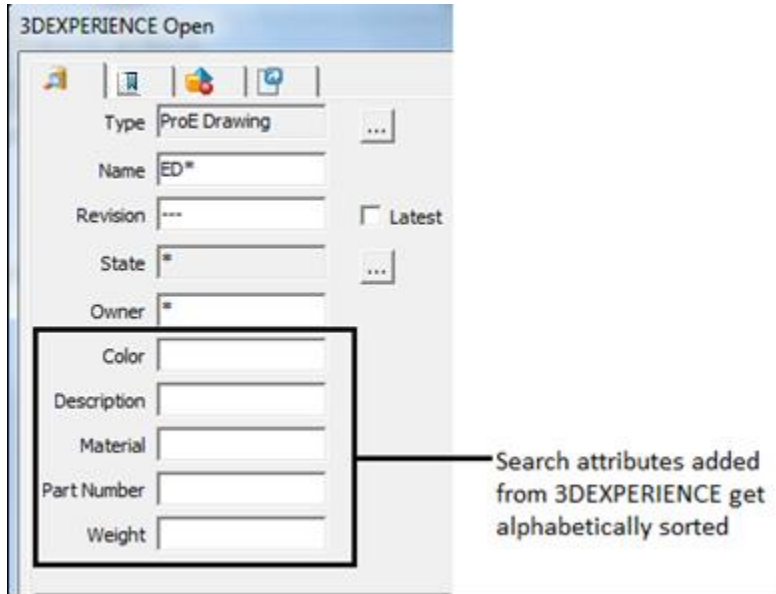 3DEXPERIENCE Open
Type ProE Drawing ...
Name ED*
Revision --- Latest
State * ...
Owner *
Color
Description
Material
Part Number
Weight
Search attributes added
from 3DEXPERIENCE get
alphabetically sorted